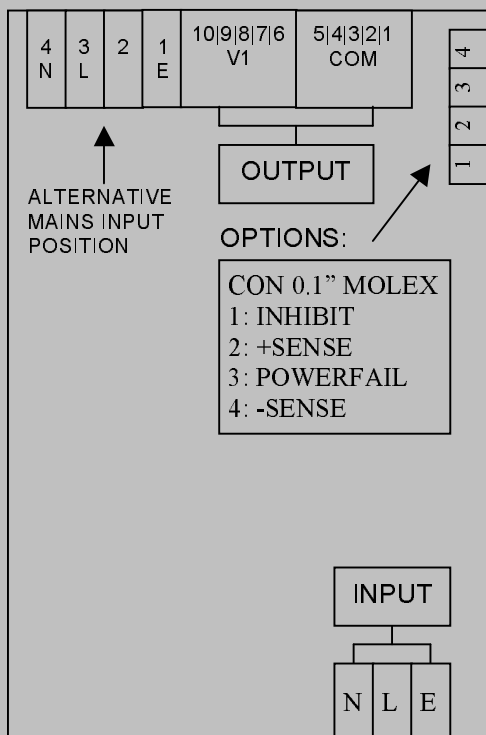 4 3 2 1 10|9|8|7|6 5|4|3|2|1
N L E V1 COM
4
3
2
1
OUTPUT
ALTERNATIVE
MAINS INPUT
POSITION
OPTIONS:
CON 0.1” MOLEX
1: INHIBIT
2: +SENSE
3: POWERFAIL
4: -SENSE
INPUT
N L E